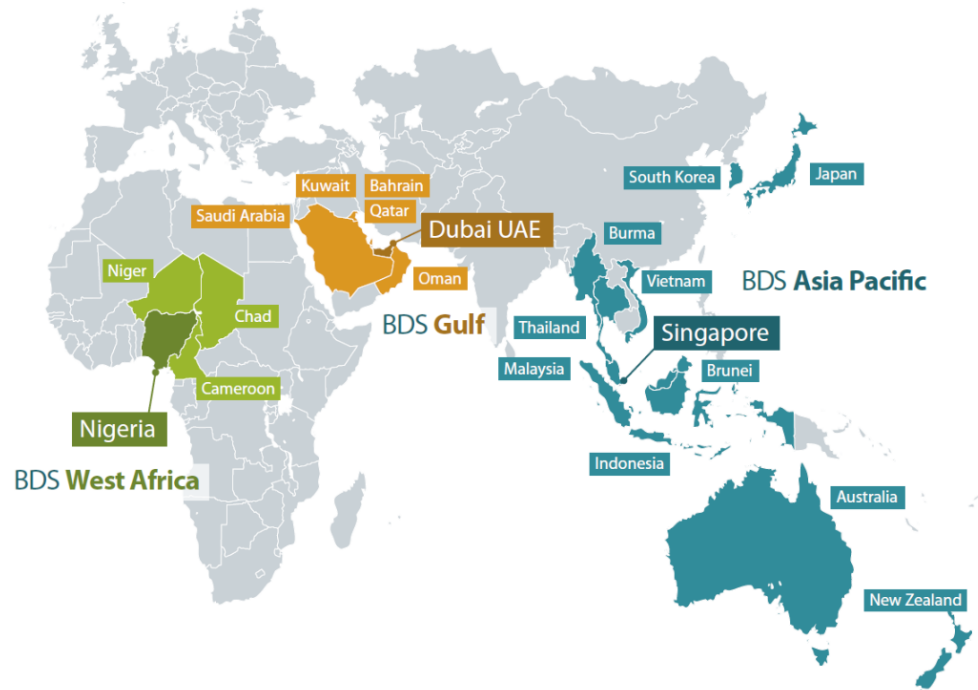 South Korea
Japan
Kuwait
Bahrain
Saudi Arabia
Qatar
Dubai UAE
Burma
Niger
Oman
Vietnam
BDS Asia Pacific
Chad
BDS Gulf
Thailand
Singapore
Malaysia
Brunei
Cameroon
Nigeria
Indonesia
BDS West Africa
Australia
New Zealand